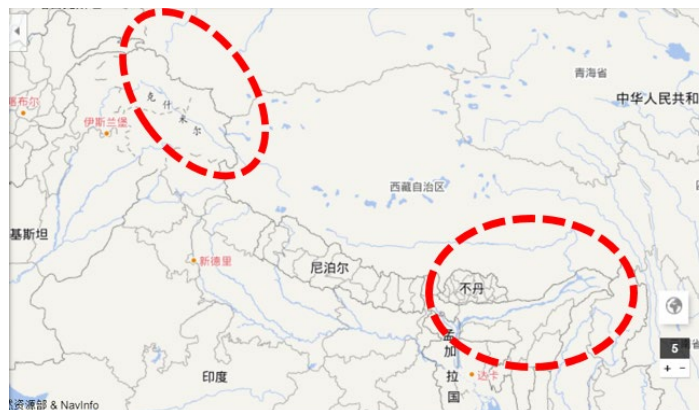 青海省
中华人民共和
克什米尔
塔布尔
伊斯兰堡
西藏自治区
基斯坦
新德里
尼泊尔
不丹
孟加拉国
印度
达卡
5
+ -
然资源部 & NavInfo